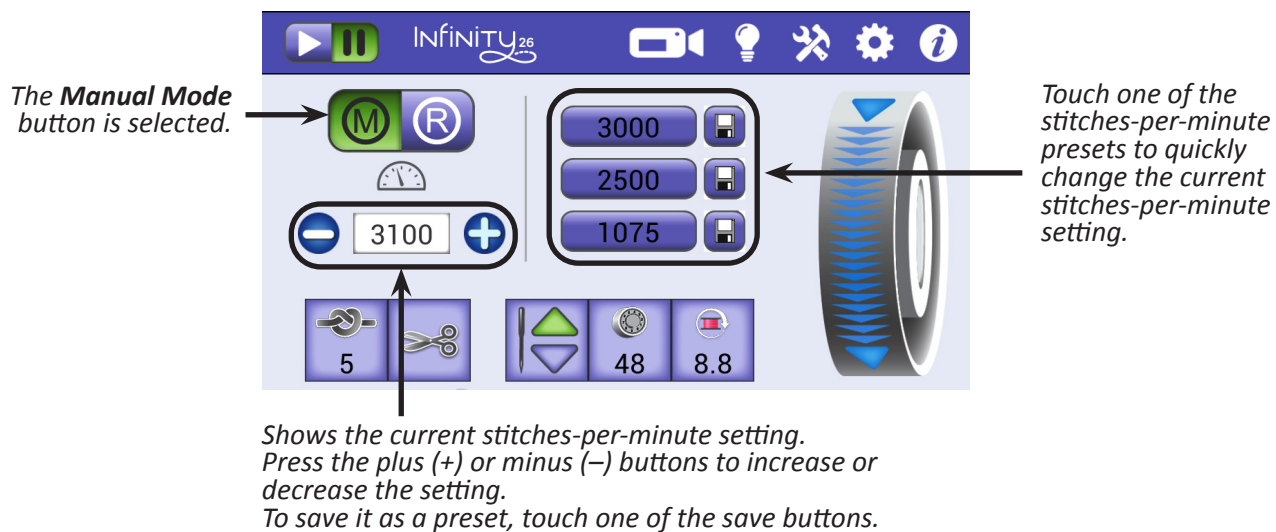 INFINITY 26
The Manual Mode
button is selected.
M R
3000
2500
1075
3100
5
48
8.8
Touch one of the
stitches-per-minute
presets to quickly
change the current
stitches-per-minute
setting.
Shows the current stitches-per-minute setting.
Press the plus (+) or minus (–) buttons to increase or
decrease the setting.
To save it as a preset, touch one of the save buttons.